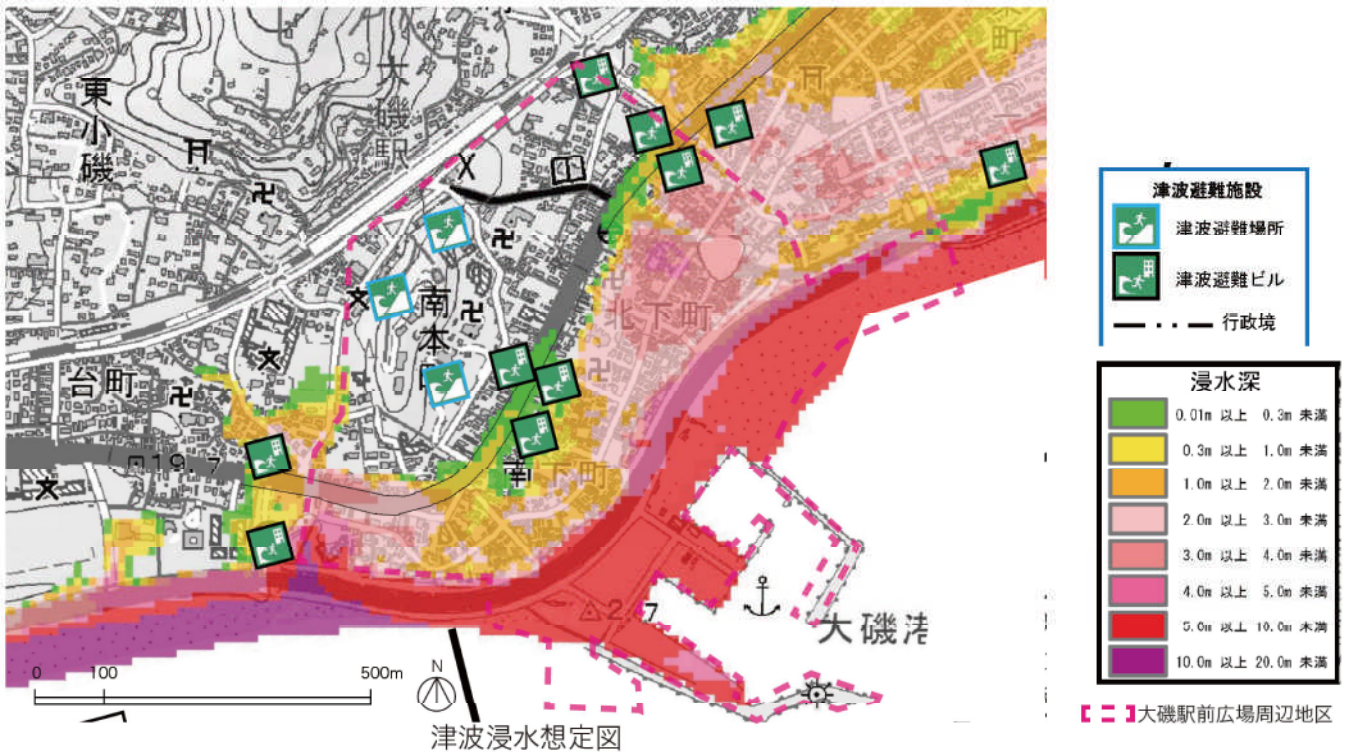 東小磯
大磯駅
町
南本
北下町
台町
19.7
南下町
2.7
大磯港
0 100 500m
N
津波浸水想定図
津波避難施設
津波避難場所
津波避難ビル
行政境
浸水深
0.01m 以上 0.3m 未満
0.3m 以上 1.0m 未満
1.0m 以上 2.0m 未満
2.0m 以上 3.0m 未満
3.0m 以上 4.0m 未満
4.0m 以上 5.0m 未満
5.0m 以上 10.0m 未満
10.0m 以上 20.0m 未満
大磯駅前広場周辺地区